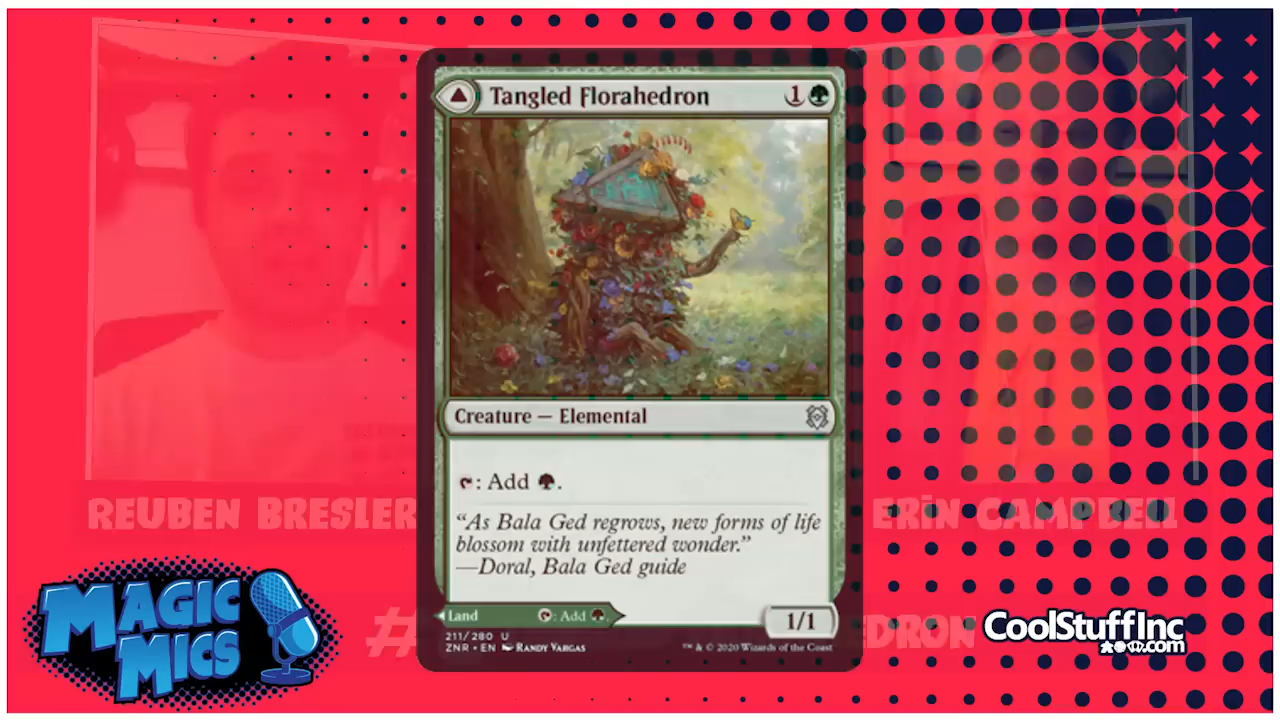 Tangled Florahedron 1
Creature — Elemental
: Add .
“As Bala Ged regrows, new forms of life
blossom with unfettered wonder.”
—Doral, Bala Ged guide
Land : Add .
1/1
211/280 U
ZNR • EN RANDY VARGAS
™ & © 2020 Wizards of the Coast
REUBEN BRESLER
ERIN CAMPBELL
MAGIC
MICS
#
DRON
CoolStuffInc
.com